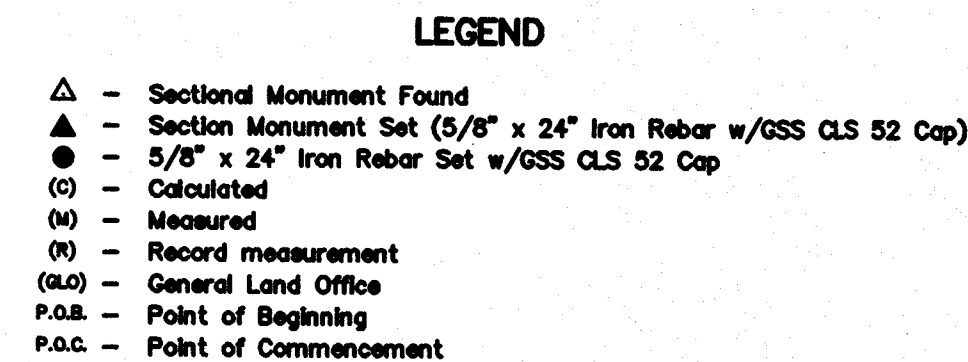 LEGEND
△ – Sectional Monument Found
▲ – Section Monument Set (5/8" x 24" Iron Rebar w/GSS CLS 52 Cap)
● – 5/8" x 24" Iron Rebar Set w/GSS CLS 52 Cap
(C) – Calculated
(M) – Measured
(R) – Record measurement
(GLO) – General Land Office
P.O.B. – Point of Beginning
P.O.C. – Point of Commencement